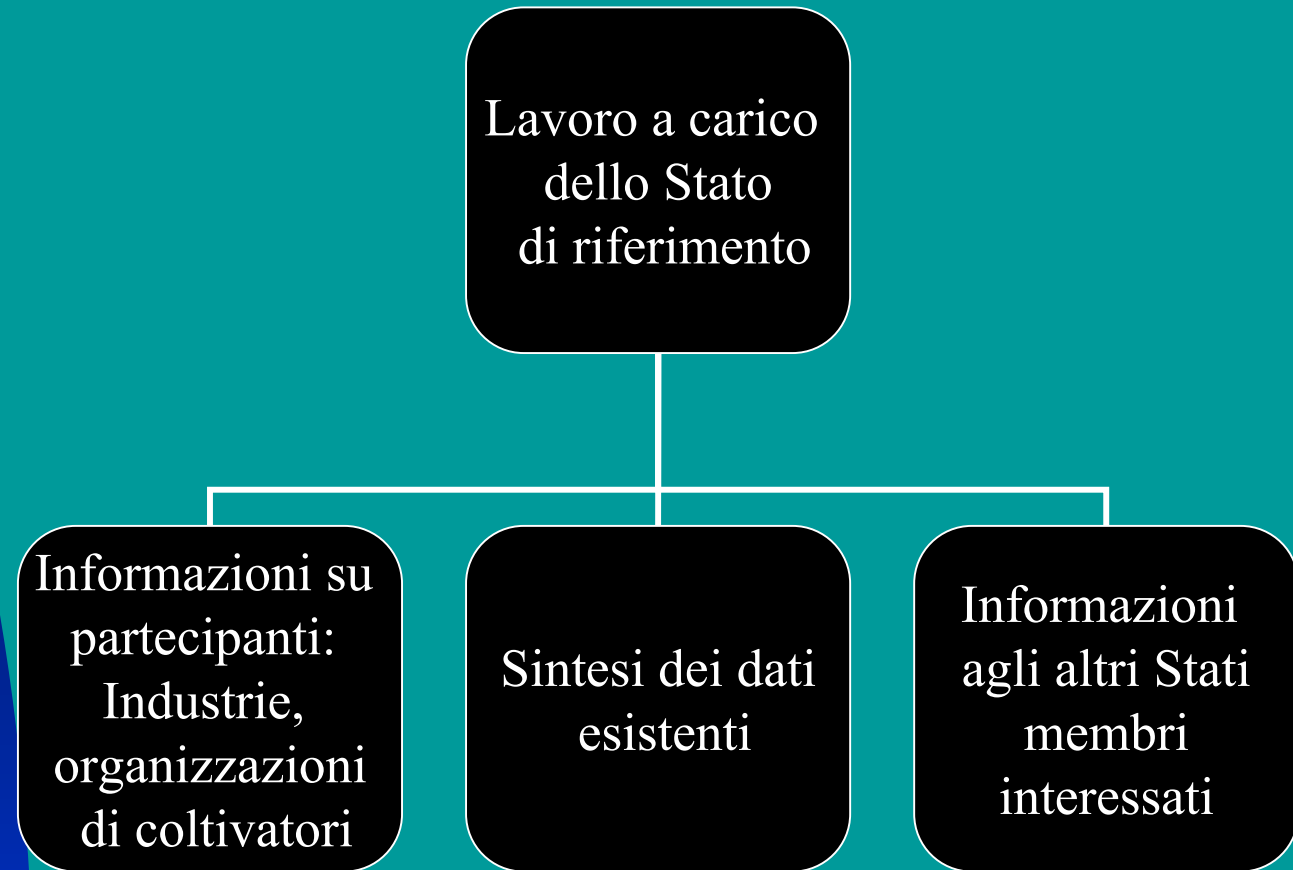 Lavoro a carico
dello Stato
di riferimento
Informazioni su
partecipanti:
Industrie,
organizzazioni
di coltivatori
Sintesi dei dati
esistenti
Informazioni
agli altri Stati
membri
interessati